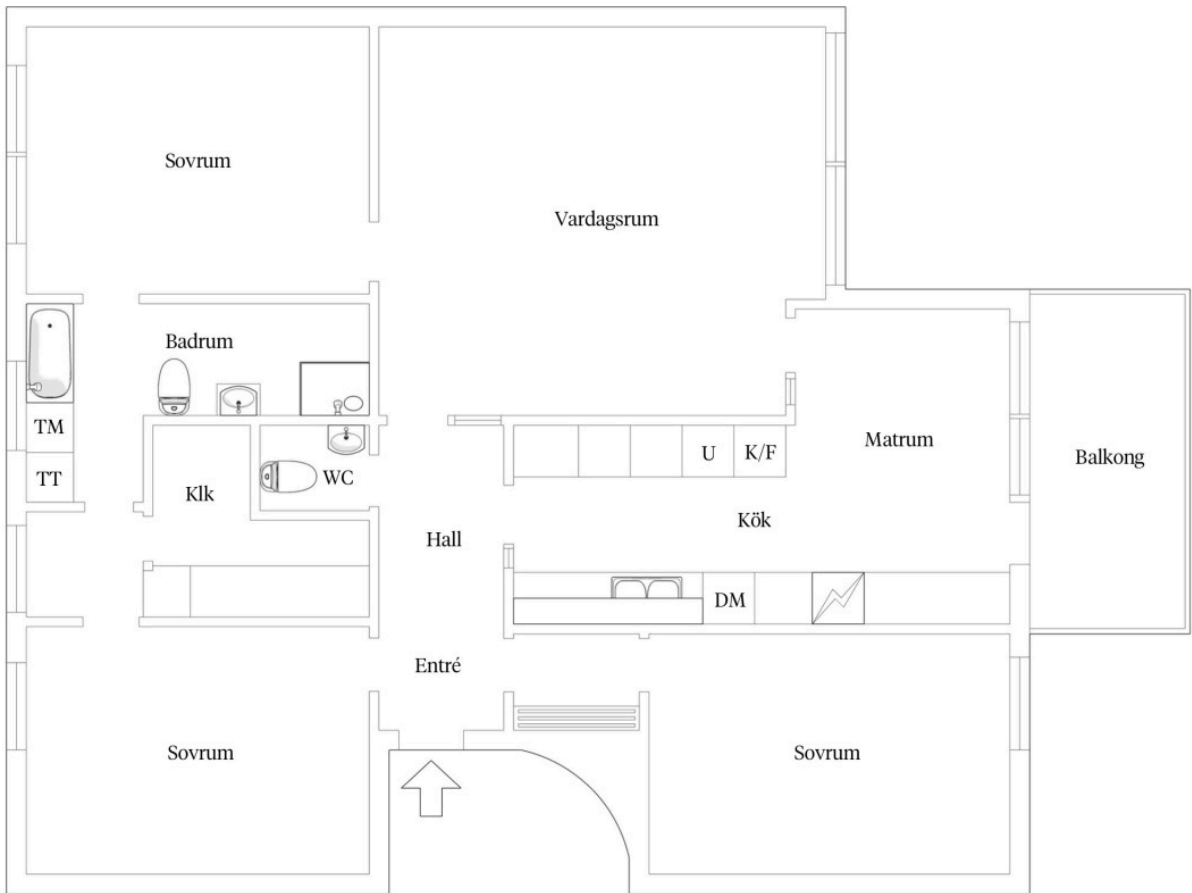 Sovrum
Vardagsrum
Badrum
TM
TT
Klk
WC
U
K/F
Matrum
Balkong
Hall
Kök
DM
Entré
Sovrum
Sovrum